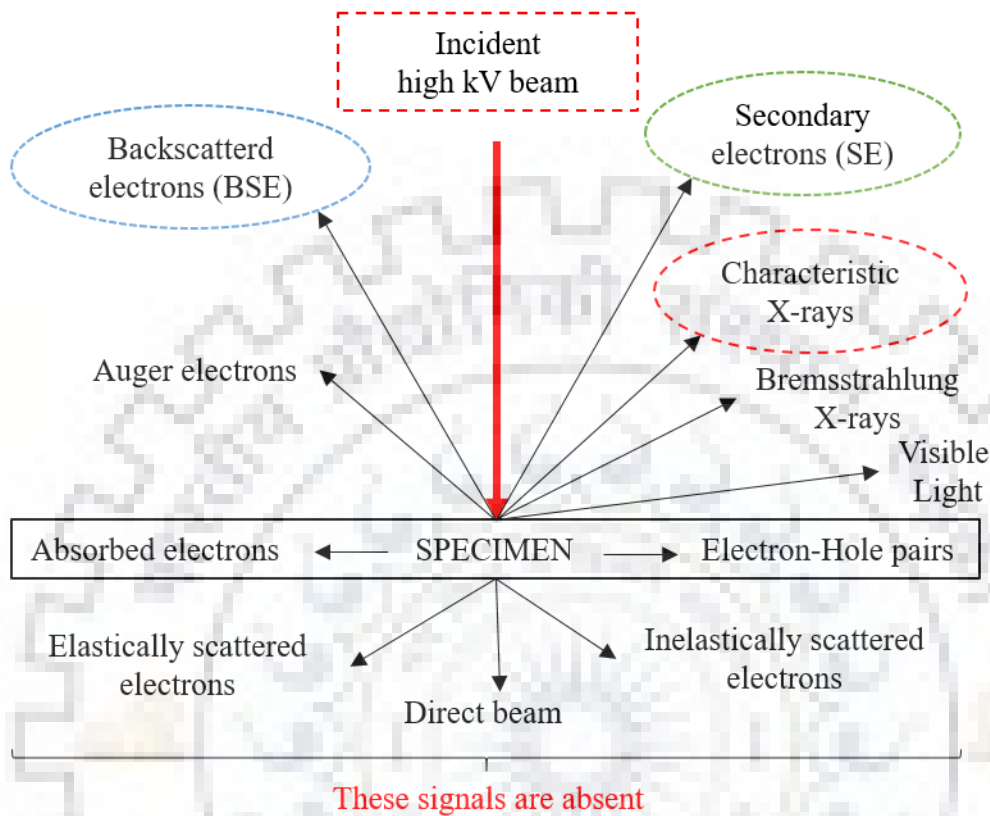 Incident
high kV beam
Backscatterd
electrons (BSE)
Secondary
electrons (SE)
Characteristic
X-rays
Auger electrons
Bremsstrahlung
X-rays
Visible
Light
Absorbed electrons
SPECIMEN
Electron-Hole pairs
Elastically scattered
electrons
Inelastically scattered
electrons
Direct beam
These signals are absent